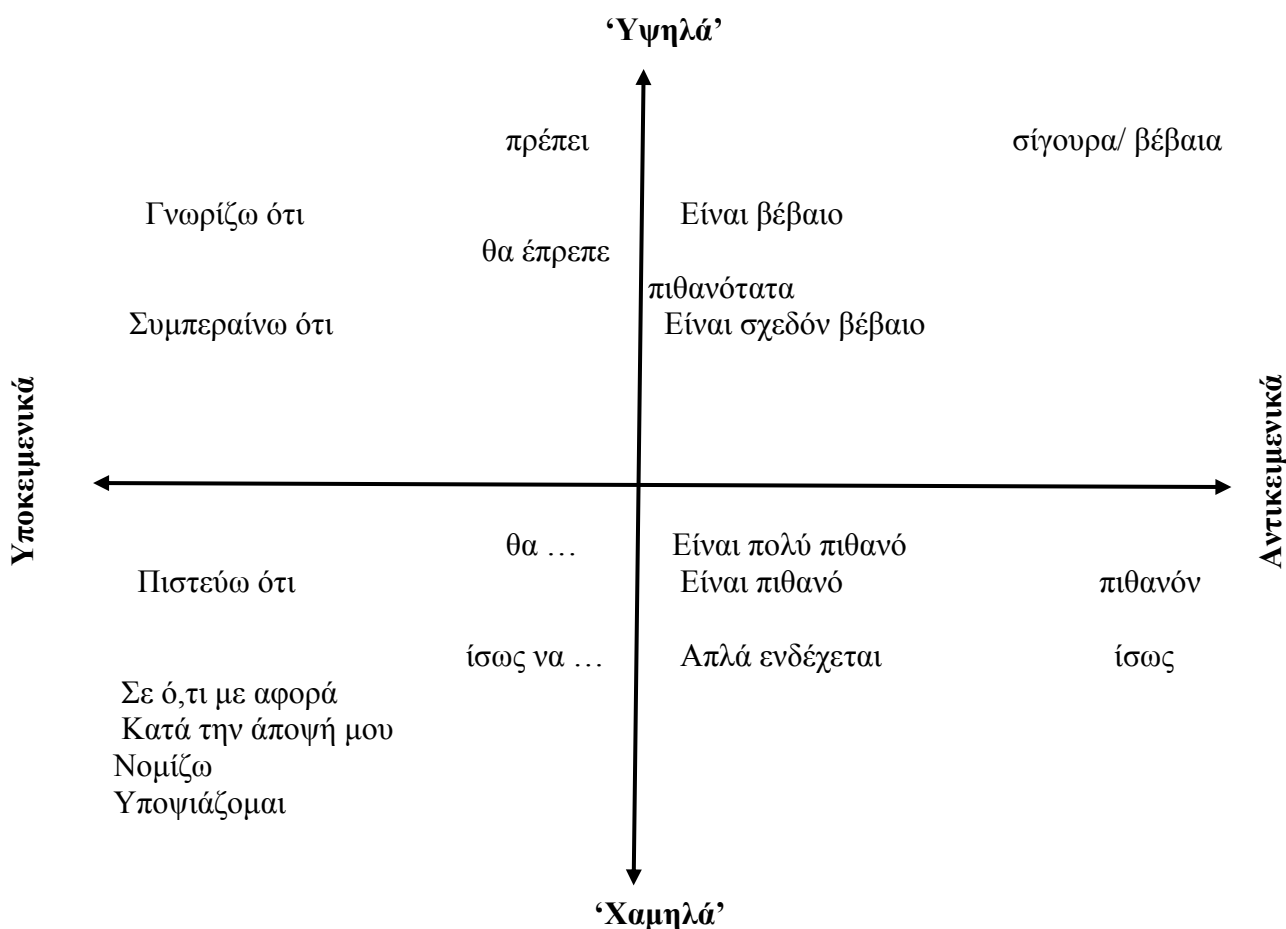 ‘Υψηλά’
πρέπει σίγουρα/ βέβαια
Γνωρίζω ότι Είναι βέβαιο
θα έπρεπε
πιθανότατα
Συμπεραίνω ότι Είναι σχεδόν βέβαιο
Υποκειμενικά
Αντικειμενικά
θα … Είναι πολύ πιθανό
Πιστεύω ότι Είναι πιθανό πιθανόν
ίσως να … Απλά ενδέχεται ίσως
Σε ό,τι με αφορά
Κατά την άποψή μου
Νομίζω
Υποψιάζομαι
‘Χαμηλά’